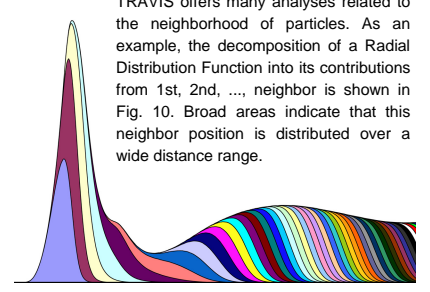 TRAVIS offers many analyses related to
the neighborhood of particles. As an
example, the decomposition of a Radial
Distribution Function into its contributions
from 1st, 2nd, ..., neighbor is shown in
Fig. 10. Broad areas indicate that this
neighbor position is distributed over a
wide distance range.